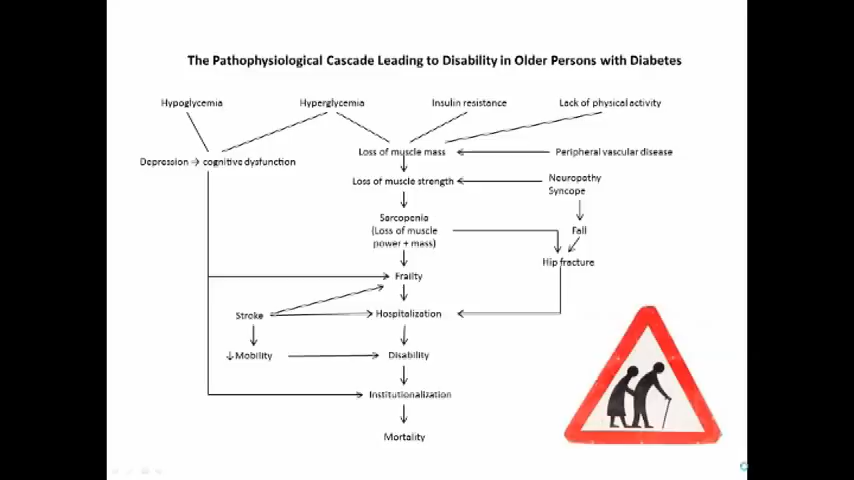 The Pathophysiological Cascade Leading to Disability in Older Persons with Diabetes
Hypoglycemia
Hyperglycemia
Insulin resistance
Lack of physical activity
Depression → cognitive dysfunction
Loss of muscle mass
Peripheral vascular disease
Loss of muscle strength
Neuropathy
Syncope
Sarcopenia
(Loss of muscle
power + mass)
Fall
Hip fracture
Frailty
Stroke
Hospitalization
↓ Mobility
Disability
Institutionalization
Mortality